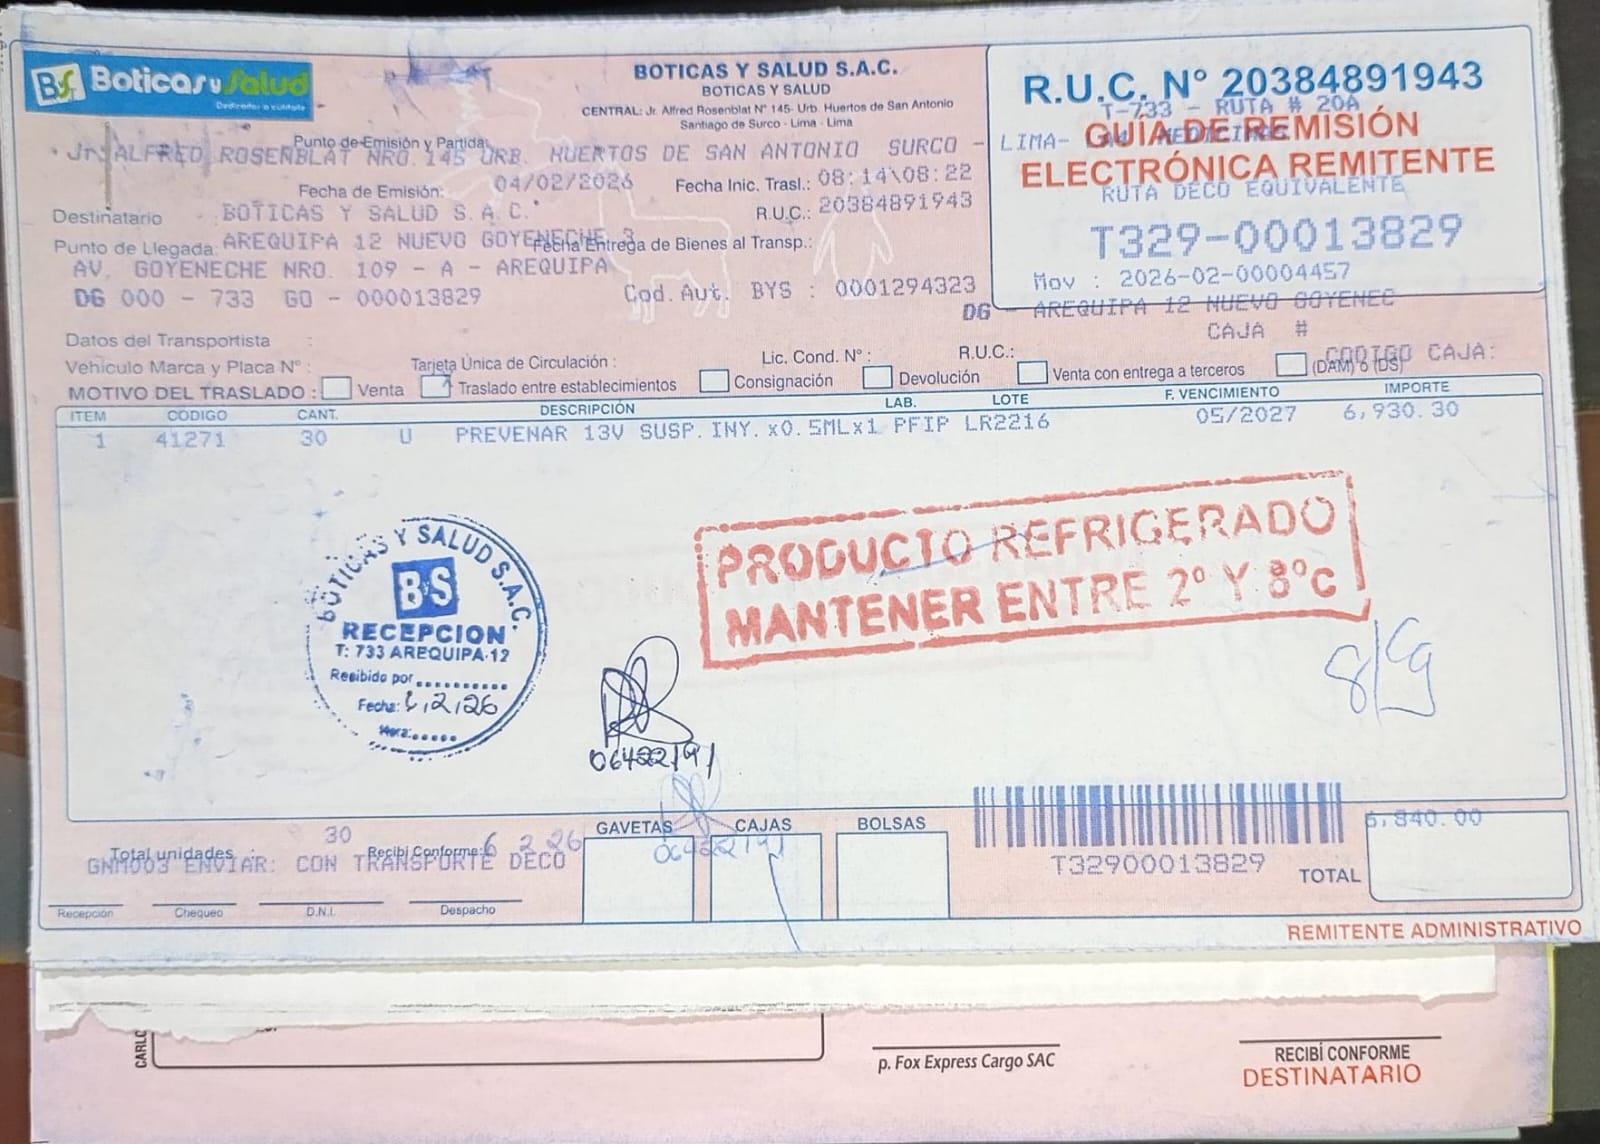 BS Boticas y Salud
Dedicados a cuidarte
BOTICAS Y SALUD S.A.C.
BOTICAS Y SALUD
CENTRAL: Jr. Alfred Rosenblat N° 145- Urb. Huertos de San Antonio
Santiago de Surco - Lima - Lima
R.U.C. N° 20384891943
T-733 - RUTA # 20A
GUÍA DE REMISIÓN
ELECTRÓNICA REMITENTE
RUTA DECO EQUIVALENTE
T329-00013829
Mov : 2026-02-00004457
Punto de Emisión y Partida:
Jr. ALFRED ROSENBLAT NRO. 145 URB. HUERTOS DE SAN ANTONIO SURCO - LIMA-
Fecha de Emisión: 04/02/2026 Fecha Inic. Trasl.: 08:14\08:22
Destinatario : BOTICAS Y SALUD S.A.C. R.U.C.: 20384891943
Punto de Llegada: AREQUIPA 12 NUEVO GOYENECHE 3 Fecha Entrega de Bienes al Transp.:
AV. GOYENECHE NRO. 109 - A - AREQUIPA
DG 000 - 733 GO - 000013829 Cod. Aut. BYS : 0001294323
DG - AREQUIPA 12 NUEVO GOYENEC
CAJA #
CODIGO CAJA:
Datos del Transportista :
Vehículo Marca y Placa N° : Tarjeta Única de Circulación : Lic. Cond. N° : R.U.C.:
MOTIVO DEL TRASLADO : Venta Traslado entre establecimientos Consignación Devolución Venta con entrega a terceros (DAM) ó (DS)
ITEM CÓDIGO CANT. DESCRIPCIÓN LAB. LOTE F. VENCIMIENTO IMPORTE
1 41271 30 U PREVENAR 13V SUSP. INY. x0.5MLx1 PFIP LR2216 05/2027 6,930.30
PRODUCTO REFRIGERADO
MANTENER ENTRE 2° Y 8°C
BOTICAS Y SALUD S.A.C.
BS
RECEPCION
T: 733 AREQUIPA-12
Recibido por
Fecha: 6,2,26
Hora:
GAVETAS CAJAS BOLSAS
30
Total unidades Recibí Conforme: 6 2 26
GNM003 ENVIAR: CON TRANSPORTE DECO
T32900013829
TOTAL
Recepción Chequeo D.N.I. Despacho
REMITENTE ADMINISTRATIVO
CARLO
p. Fox Express Cargo SAC
RECIBÍ CONFORME
DESTINATARIO